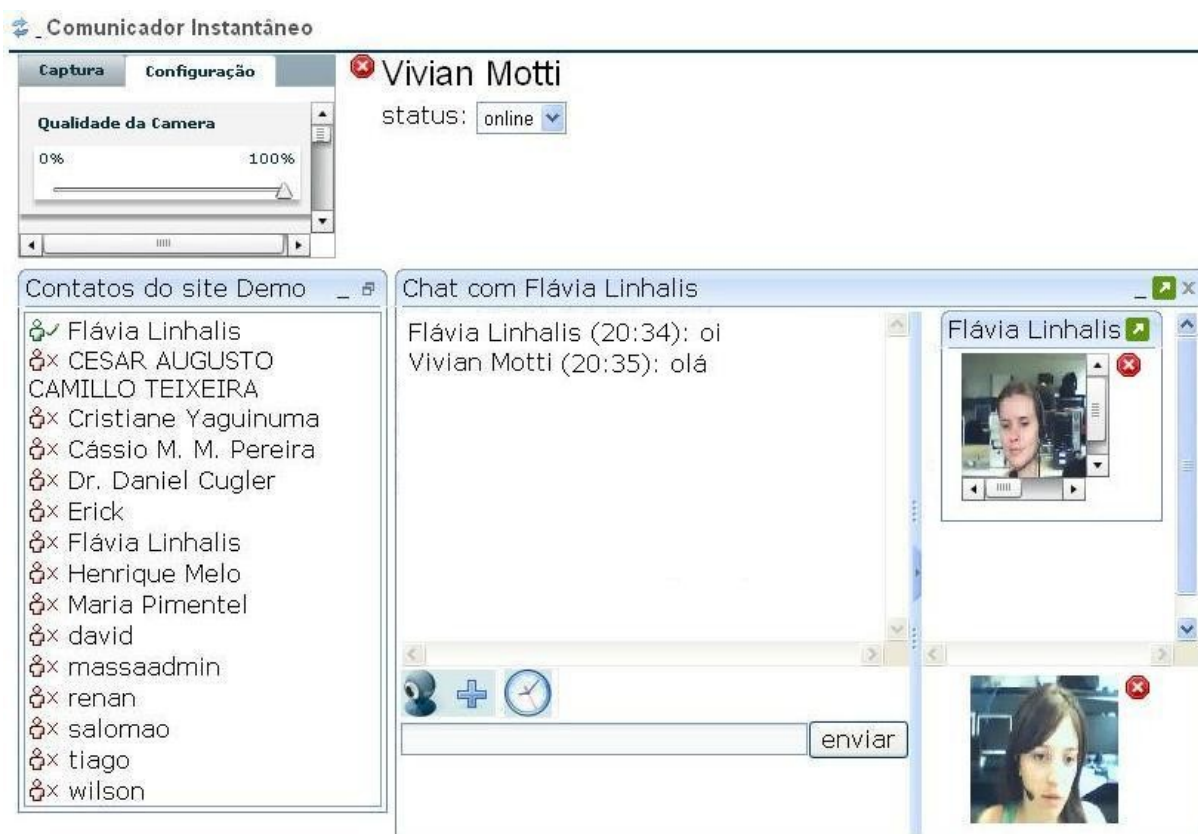 _ Comunicador Instantâneo
Captura Configuração
Qualidade da Camera
0% 100%
Vivian Motti
status: online
Contatos do site Demo
Flávia Linhalis
CESAR AUGUSTO
CAMILLO TEIXEIRA
Cristiane Yaguinuma
Cássio M. M. Pereira
Dr. Daniel Cugler
Erick
Flávia Linhalis
Henrique Melo
Maria Pimentel
david
massaadmin
renan
salomao
tiago
wilson
Chat com Flávia Linhalis
Flávia Linhalis (20:34): oi
Vivian Motti (20:35): olá
enviar
Flávia Linhalis